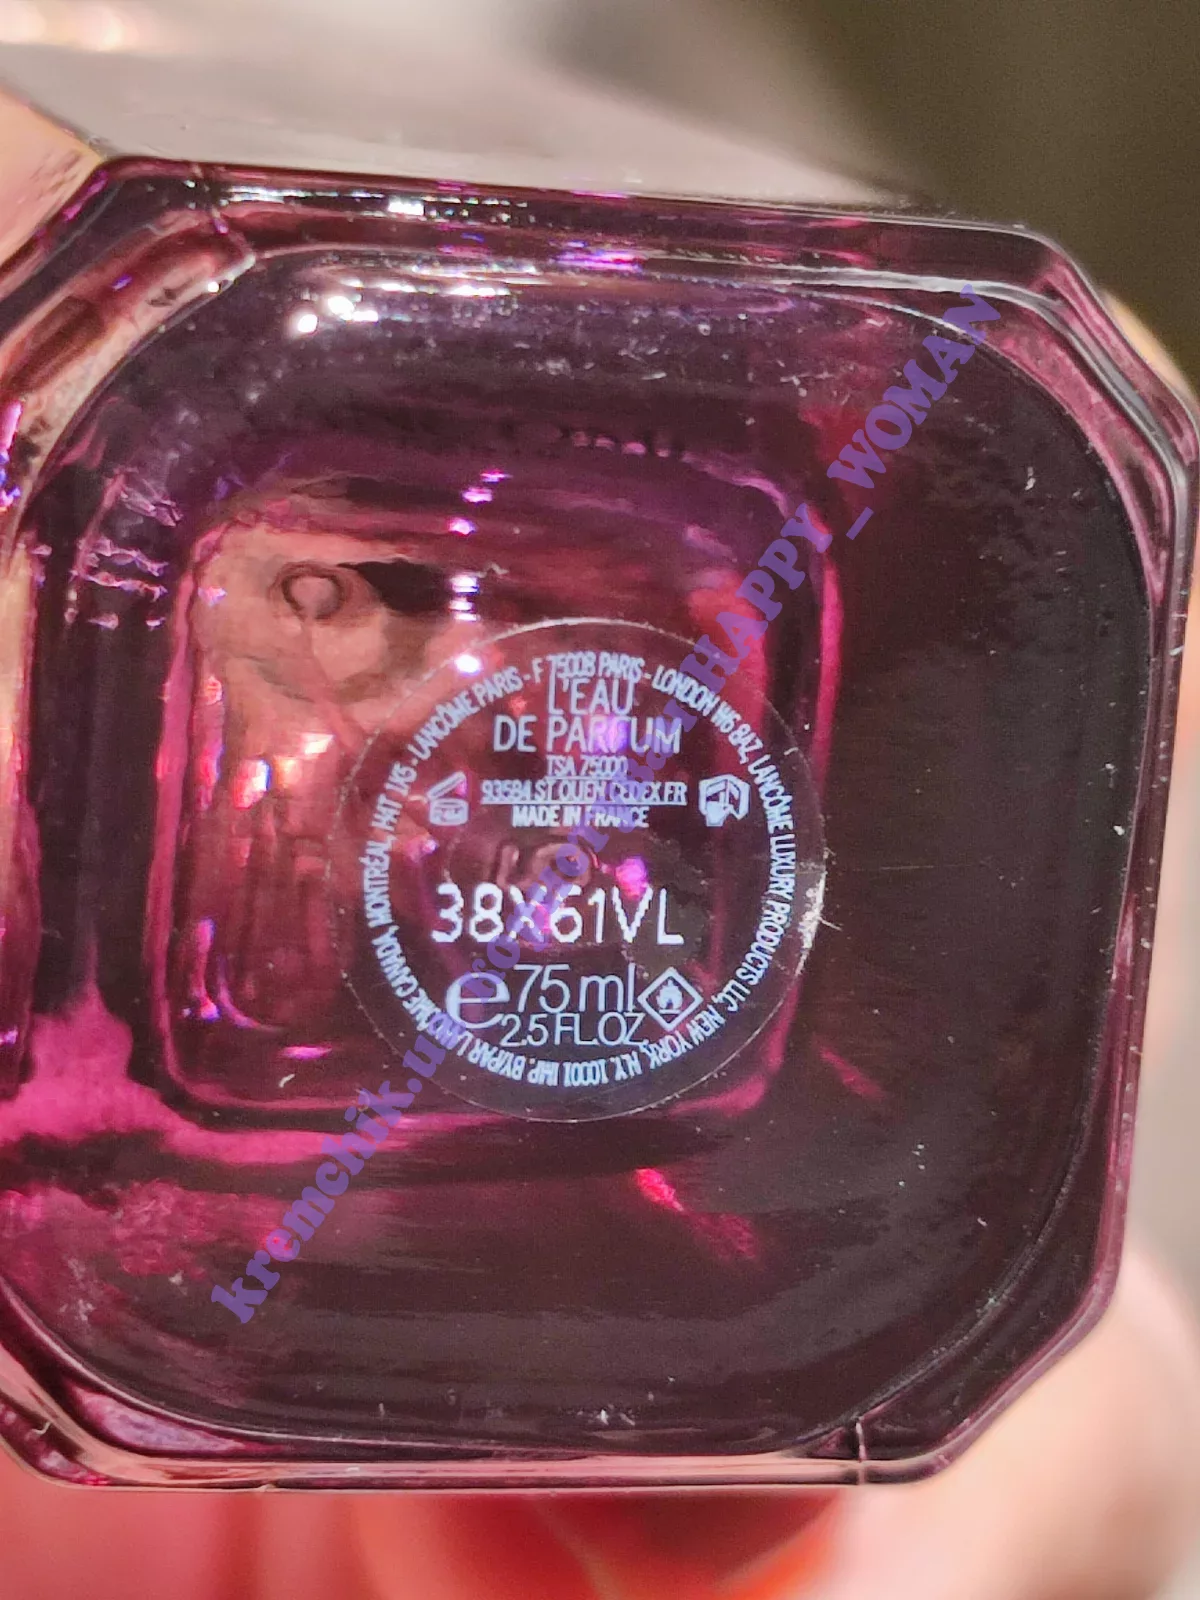 LANCÔME PARIS - F 75008 PARIS - LONDON W6 8AZ, LANCÔME LUXURY PRODUCTS LLC, NEW YORK, N.Y. 10001 IMP. BY/PAR LANCÔME CANADA, MONTRÉAL, H4T 1K5 -
L'EAU
DE PARFUM
TSA 75000
93584 ST OUEN CEDEX FR
MADE IN FRANCE
38X61VL
e 75 ml
2.5 FL.OZ.
HAPPY_WOMAN